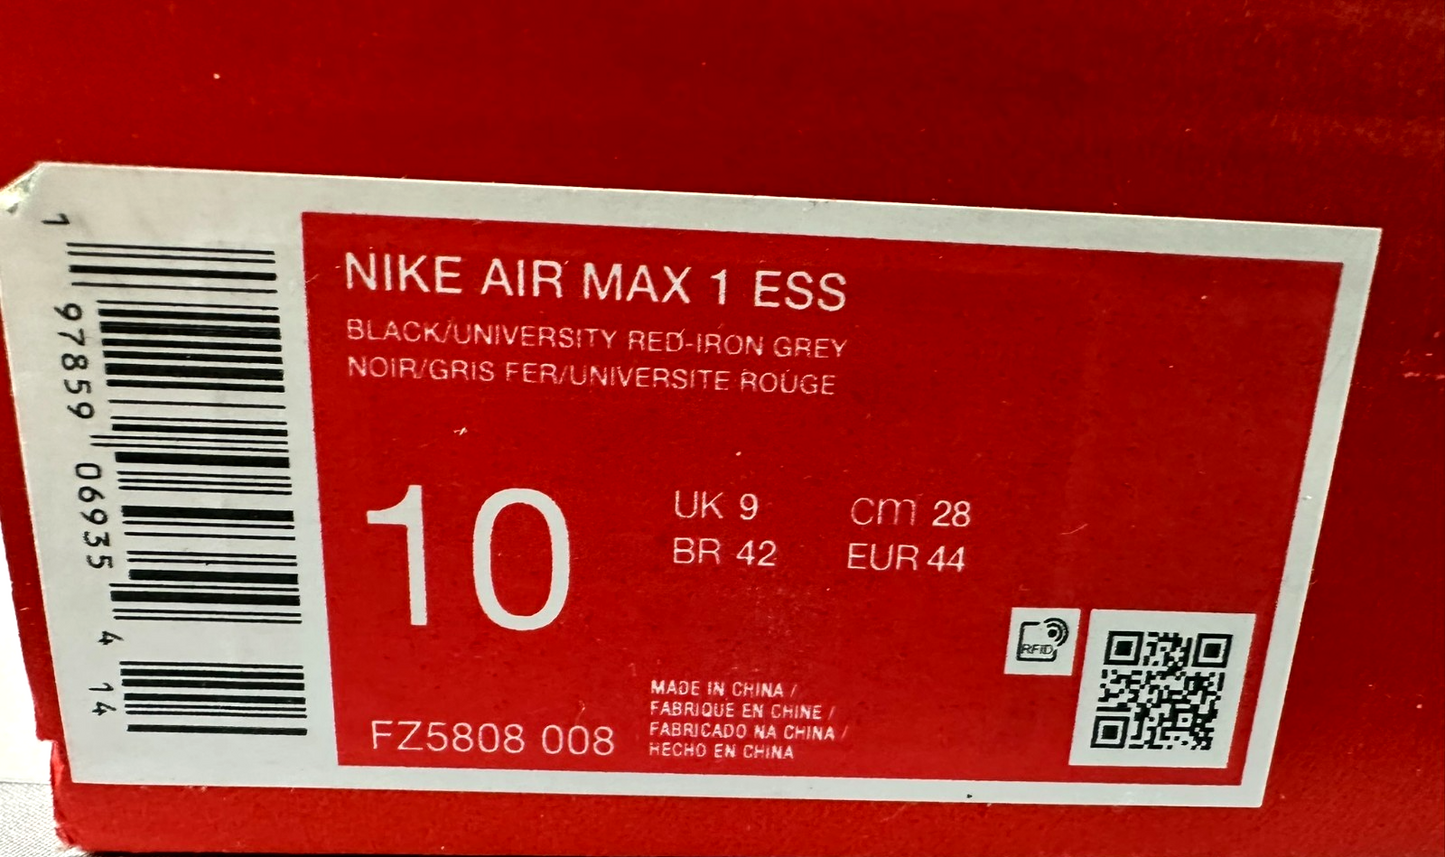 NIKE AIR MAX 1 ESS
BLACK/UNIVERSITY RED-IRON GREY
NOIR/GRIS FER/UNIVERSITE ROUGE
10
UK 9
cm 28
BR 42
EUR 44
RFID
MADE IN CHINA /
FABRIQUE EN CHINE /
FABRICADO NA CHINA /
HECHO EN CHINA
FZ5808 008
1 97859 06935 4 14